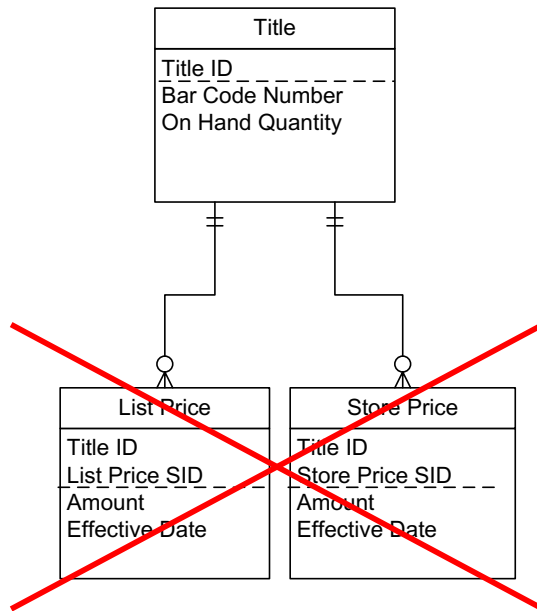 Title
Title ID
Bar Code Number
On Hand Quantity
List Price
Title ID
List Price SID
Amount
Effective Date
Store Price
Title ID
Store Price SID
Amount
Effective Date